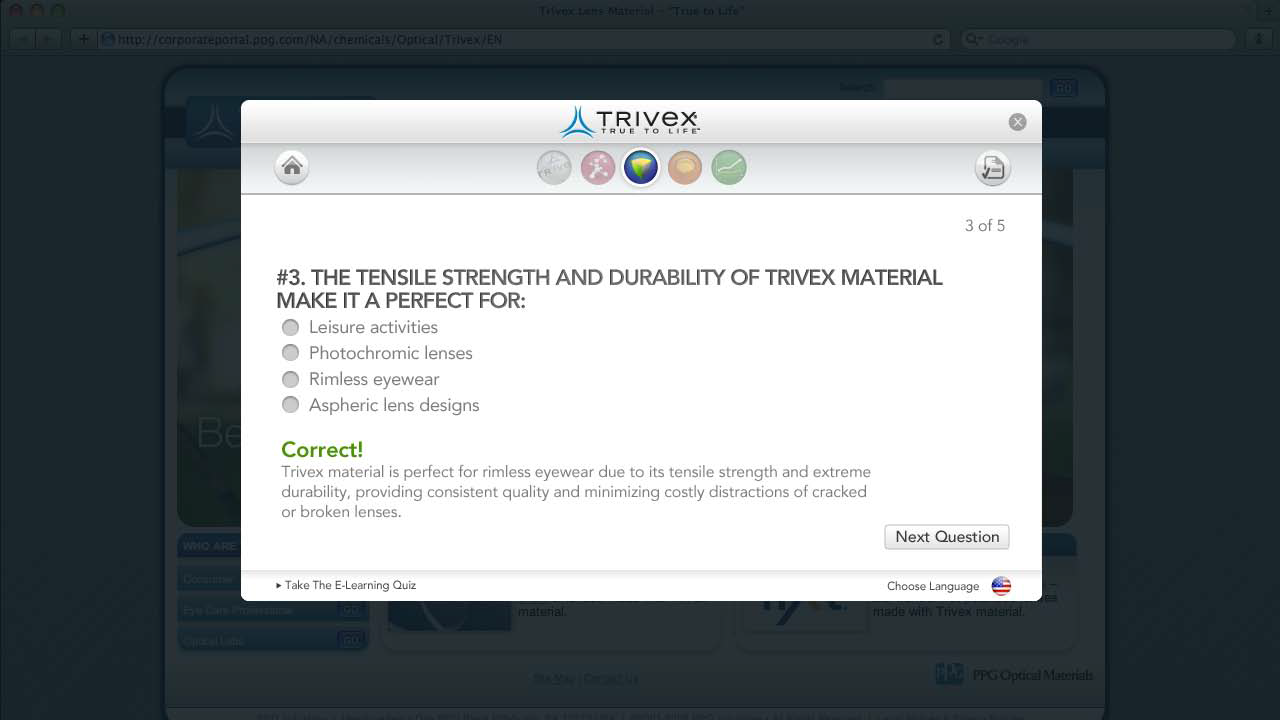 Trivex Lens Material - "True to Life"
http://corporateportal.ppg.com/NA/chemicals/Optical/Trivex/EN
Google
Search:
GO
TRIVEX
TRUE TO LIFE™
3 of 5
#3. THE TENSILE STRENGTH AND DURABILITY OF TRIVEX MATERIAL
MAKE IT A PERFECT FOR:
Leisure activities
Photochromic lenses
Rimless eyewear
Aspheric lens designs
Be
Correct!
Trivex material is perfect for rimless eyewear due to its tensile strength and extreme
durability, providing consistent quality and minimizing costly distractions of cracked
or broken lenses.
Next Question
WHO ARE
Consumer
Take The E-Learning Quiz
Choose Language
Eye Care Professional
GO
material.
made with Trivex material.
Optical Labs
GO
Site Map | Contact Us
PPG
PPG Optical Materials